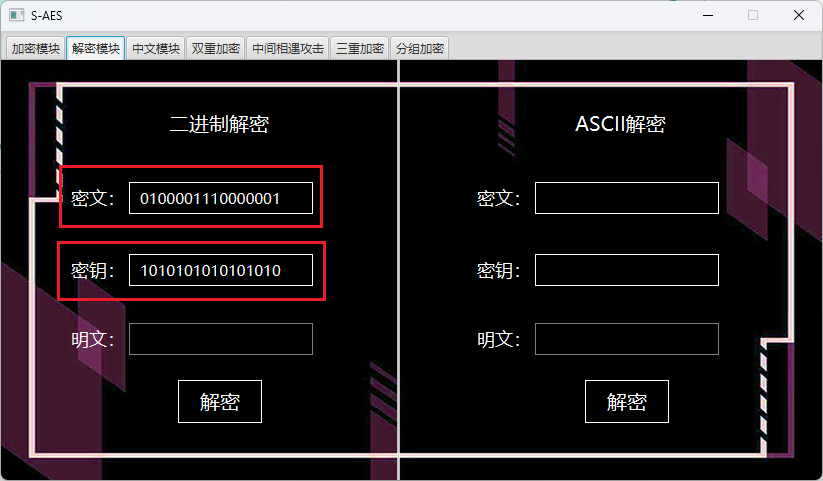 S-AES
加密模块 解密模块 中文模块 双重加密 中间相遇攻击 三重加密 分组加密
二进制解密
密文： 0100001110000001
密钥： 1010101010101010
明文：
解密
ASCII解密
密文：
密钥：
明文：
解密